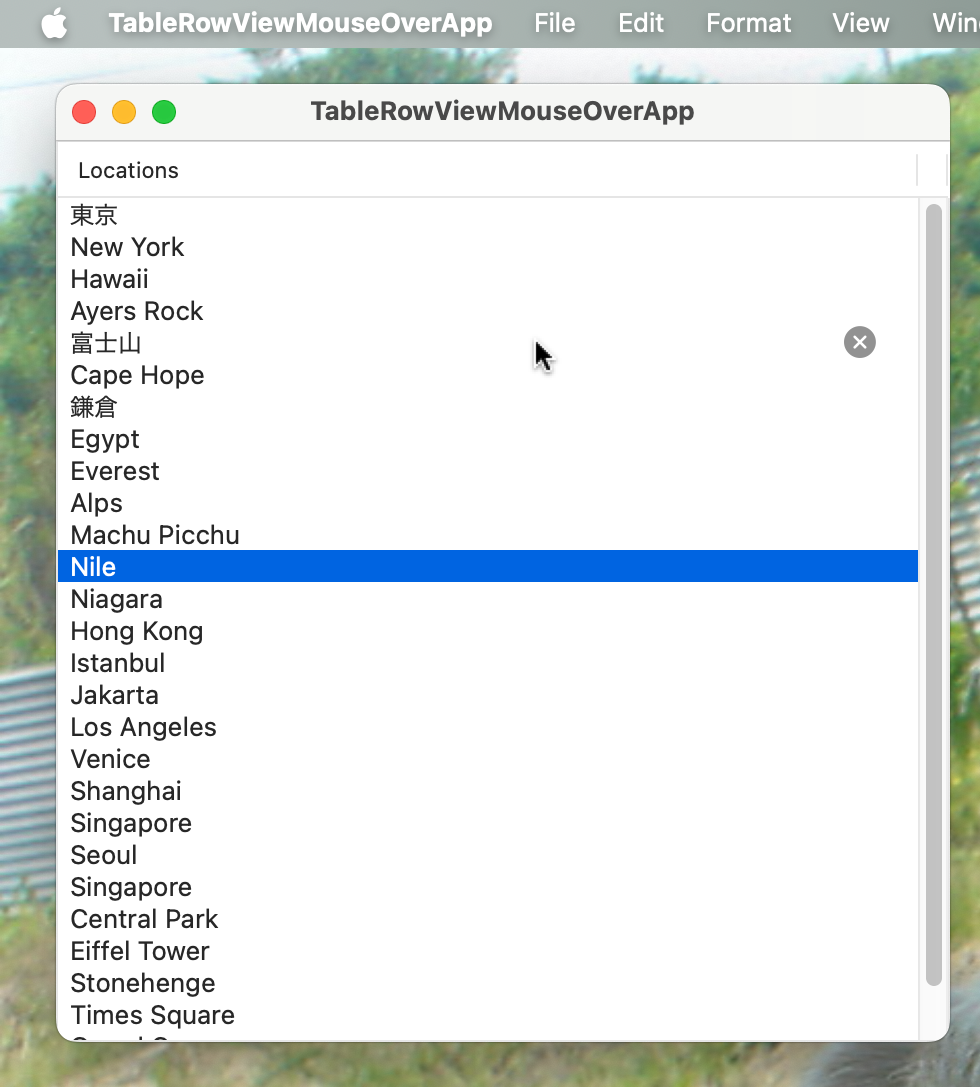 TableRowViewMouseOverApp File Edit Format View Win
TableRowViewMouseOverApp
Locations
東京
New York
Hawaii
Ayers Rock
富士山
Cape Hope
鎌倉
Egypt
Everest
Alps
Machu Picchu
Nile
Niagara
Hong Kong
Istanbul
Jakarta
Los Angeles
Venice
Shanghai
Singapore
Seoul
Singapore
Central Park
Eiffel Tower
Stonehenge
Times Square